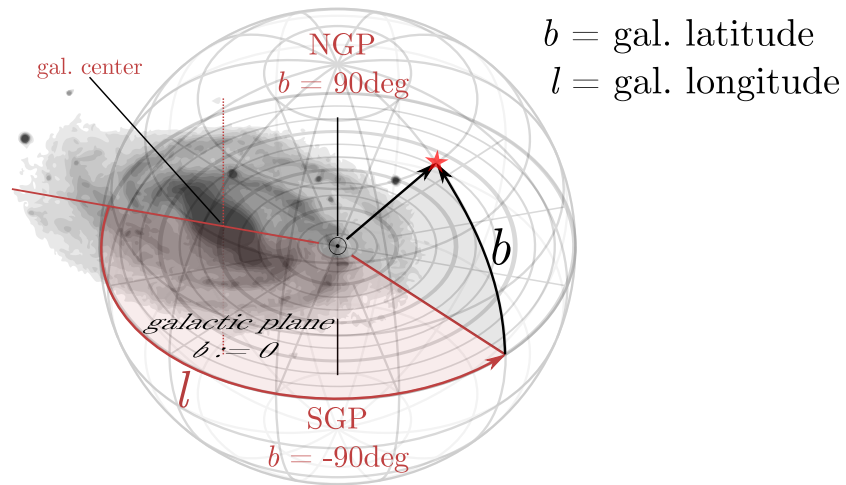 NGP
b = 90deg
gal. center
b = gal. latitude
l = gal. longitude
b
galactic plane
b := 0
l
SGP
b = -90deg